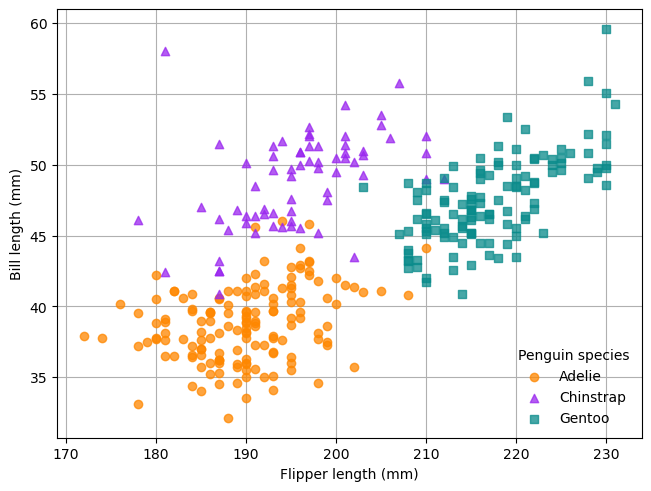 60
55
50
45
40
35
Bill length (mm)
Penguin species
Adelie
Chinstrap
Gentoo
170 180 190 200 210 220 230
Flipper length (mm)